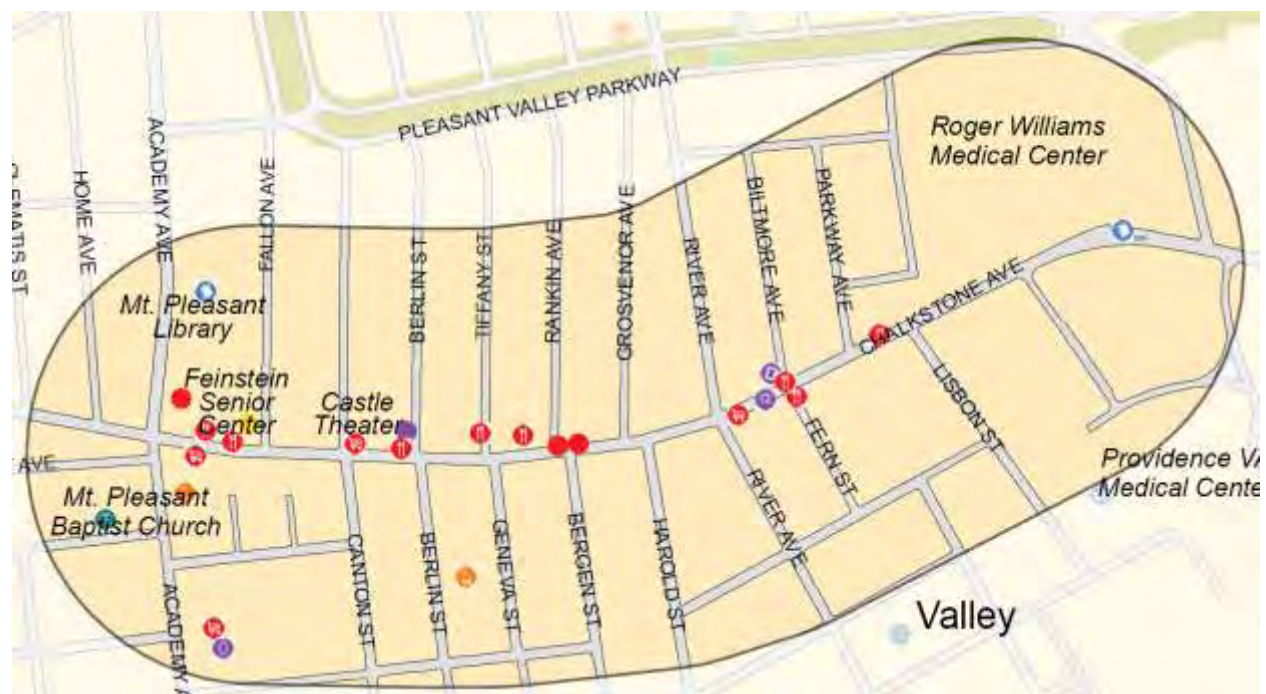 PLEASANT VALLEY PARKWAY
ACADEMY AVE
HOME AVE
FALLON AVE
BERLIN ST
TIFFANY ST
RANKIN AVE
GROSVENOR AVE
RIVER AVE
BILTMORE AVE
PARKWAY AVE
Roger Williams
Medical Center
CHALKSTONE AVE
Mt. Pleasant
Library
Feinstein
Senior
Center
Castle
Theater
LISBON ST
FERN ST
RIVER AVE
AVE
Mt. Pleasant
Baptist Church
Providence VA
Medical Cente
CANTON ST
BERLIN ST
GENEVA ST
BERGEN ST
HAROLD ST
ACADEMY A
Valley